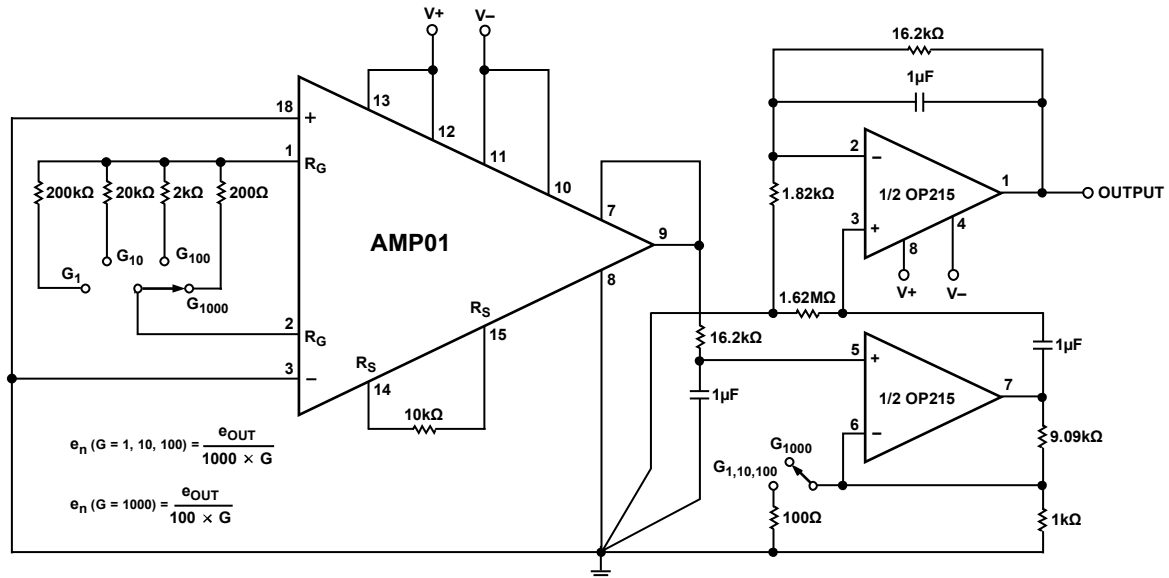 V+
V–
16.2kΩ
1μF
13
12
11
10
18
+
1
RG
200kΩ
20kΩ
2kΩ
200Ω
G10
G100
G1
G1000
2
RG
3
–
AMP01
7
9
8
RS
15
RS
14
10kΩ
2
–
1.82kΩ
3
+
1/2 OP215
1
OUTPUT
8
4
V+
V–
1.62MΩ
16.2kΩ
1μF
5
+
1/2 OP215
7
6
–
1μF
9.09kΩ
G1000
G1,10,100
100Ω
1kΩ
en (G = 1, 10, 100) = eOUT
1000 × G
en (G = 1000) = eOUT
100 × G